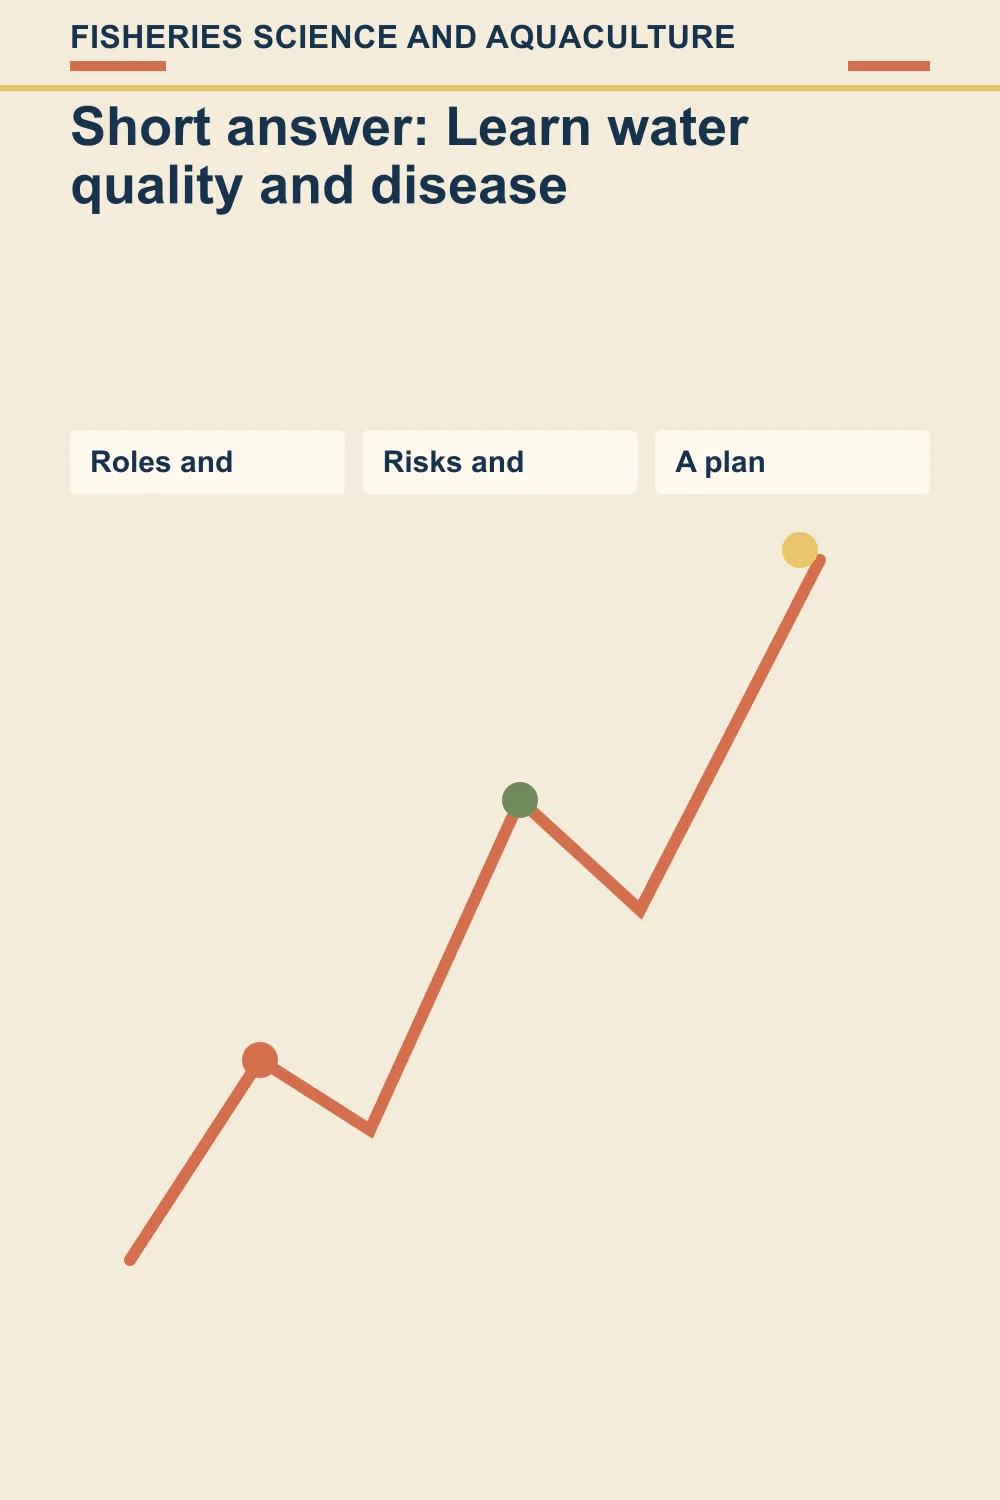 FISHERIES SCIENCE AND AQUACULTURE
Short answer: Learn water
quality and disease
Roles and
Risks and
A plan